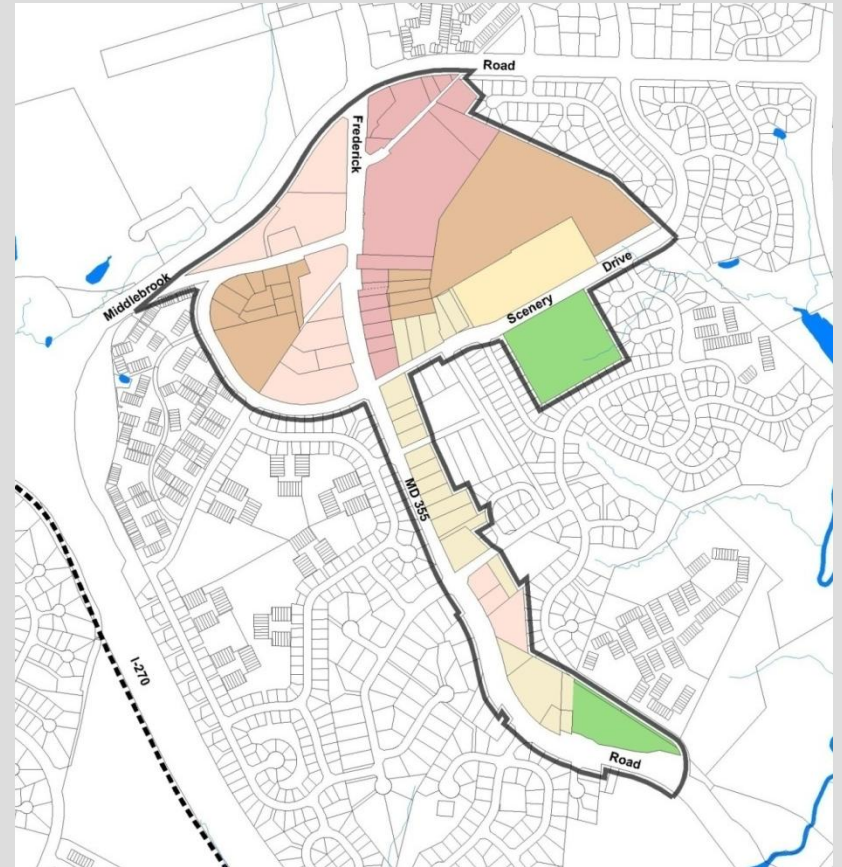 Road
Frederick
Middlebrook
Drive
Scenery
MD 355
I-270
Road